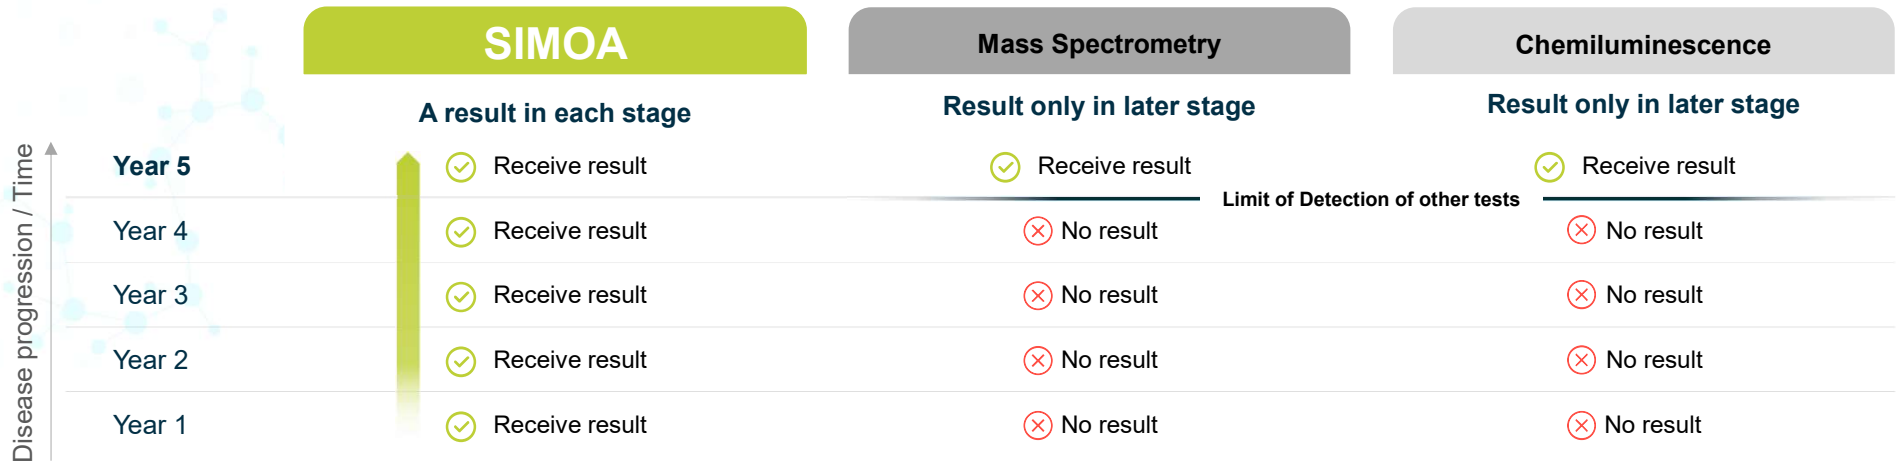 SIMOA
Mass Spectrometry
Chemiluminescence
A result in each stage
Result only in later stage
Result only in later stage
Disease progression / Time
Year 5
Receive result
Receive result
Receive result
Limit of Detection of other tests
Year 4
Receive result
No result
No result
Year 3
Receive result
No result
No result
Year 2
Receive result
No result
No result
Year 1
Receive result
No result
No result